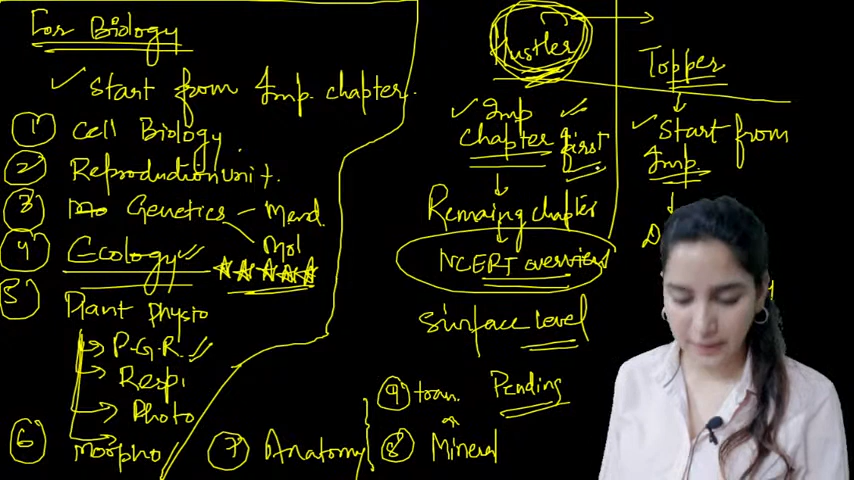 For Biology
Start from Imp. chapter.
1 Cell Biology
2 Reproduction unit.
3 Genetics - Mend.
Mol
4 Ecology
5 Plant Physio
P.G.R.
Respi
Photo
6 Morpho
7 Anatomy
8 Mineral
9 tran.
Hustler
Imp
chapter first
Remaing chapter
NCERT overview
Surface level
Pending
Topper
Start from
Imp.